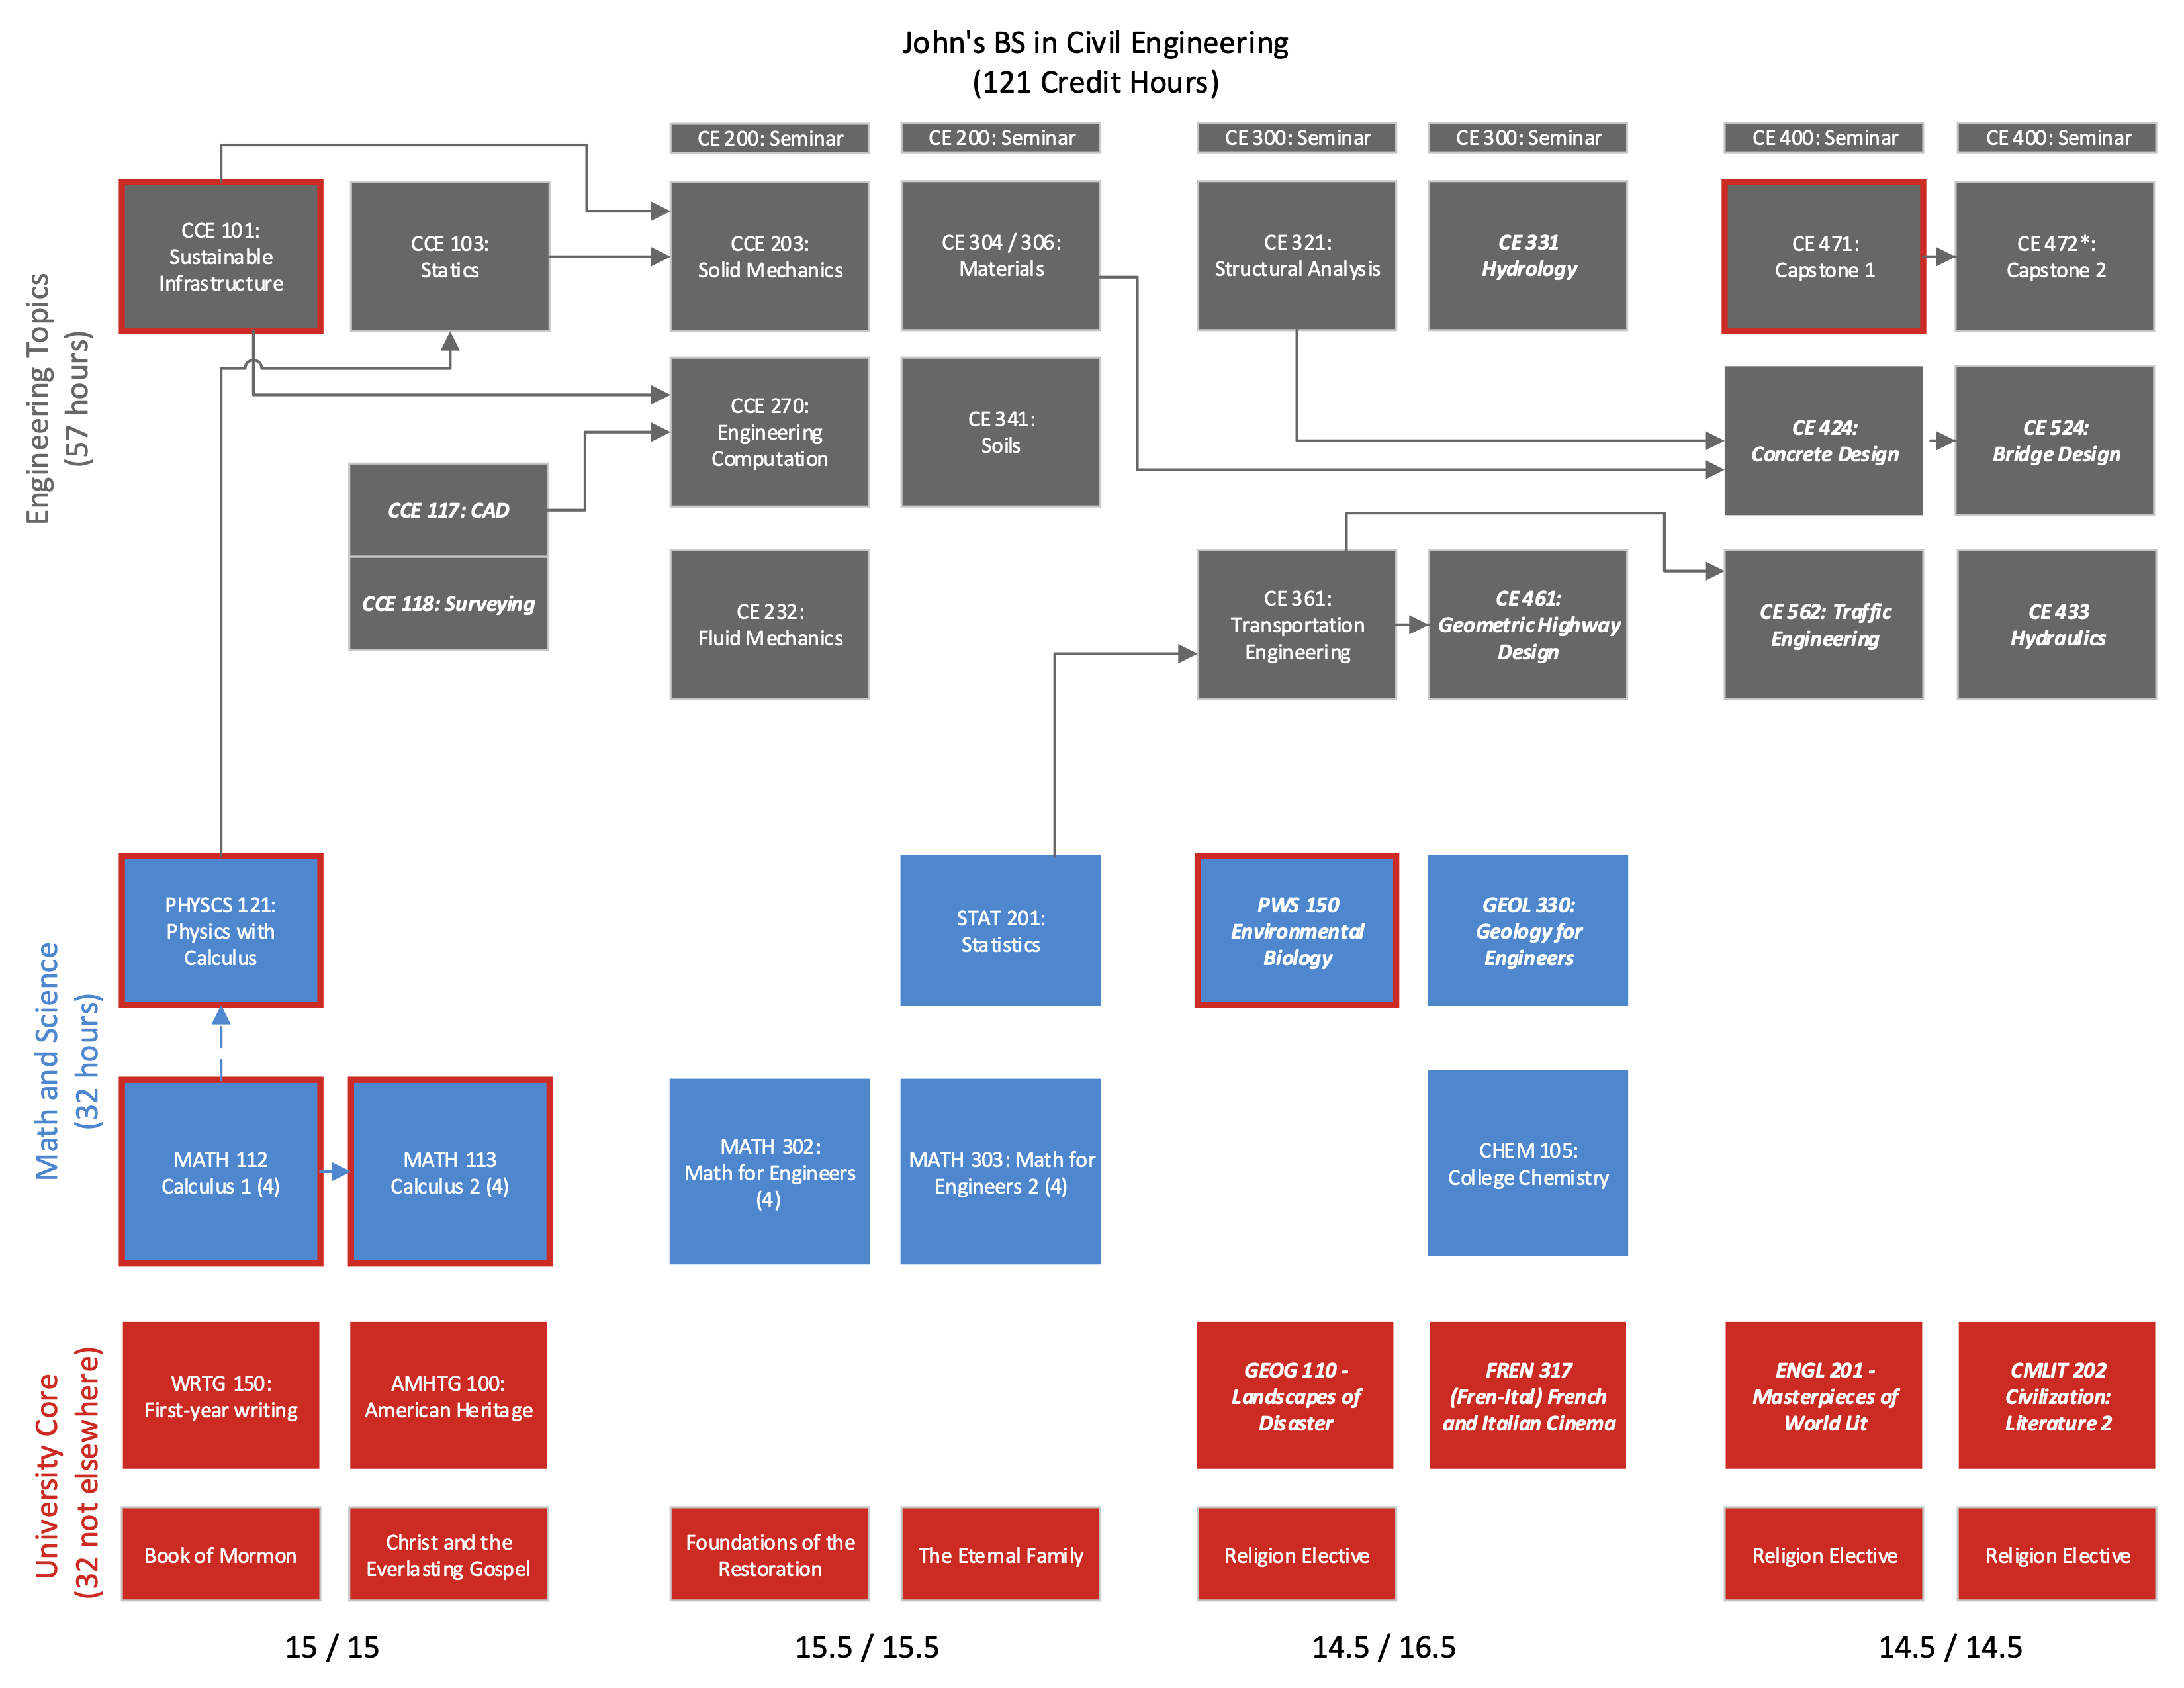 John's BS in Civil Engineering
(121 Credit Hours)
CE 200: Seminar
CE 200: Seminar
CE 300: Seminar
CE 300: Seminar
CE 400: Seminar
CE 400: Seminar
Engineering Topics
(57 hours)
CCE 101:
Sustainable
Infrastructure
CCE 103:
Statics
CCE 203:
Solid Mechanics
CE 304 / 306:
Materials
CE 321:
Structural Analysis
CE 331
Hydrology
CE 471:
Capstone 1
CE 472*:
Capstone 2
CCE 270:
Engineering
Computation
CE 341:
Soils
CE 424:
Concrete Design
CE 524:
Bridge Design
CCE 117: CAD
CCE 118: Surveying
CE 232:
Fluid Mechanics
CE 361:
Transportation
Engineering
CE 461:
Geometric Highway
Design
CE 562: Traffic
Engineering
CE 433
Hydraulics
Math and Science
(32 hours)
PHYSCS 121:
Physics with
Calculus
STAT 201:
Statistics
PWS 150
Environmental
Biology
GEOL 330:
Geology for
Engineers
MATH 112
Calculus 1 (4)
MATH 113
Calculus 2 (4)
MATH 302:
Math for Engineers
(4)
MATH 303: Math for
Engineers 2 (4)
CHEM 105:
College Chemistry
University Core
(32 not elsewhere)
WRTG 150:
First-year writing
AMHTG 100:
American Heritage
GEOG 110 -
Landscapes of
Disaster
FREN 317
(Fren-Ital) French
and Italian Cinema
ENGL 201 -
Masterpieces of
World Lit
CMLIT 202
Civilization:
Literature 2
Book of Mormon
Christ and the
Everlasting Gospel
Foundations of the
Restoration
The Eternal Family
Religion Elective
Religion Elective
Religion Elective
15 / 15
15.5 / 15.5
14.5 / 16.5
14.5 / 14.5